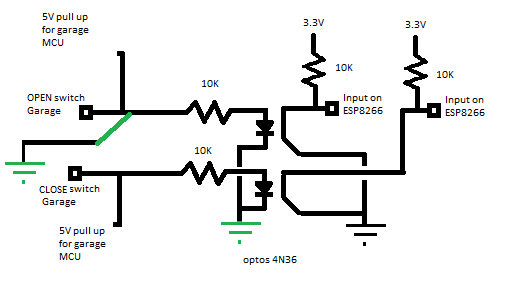 5V pull up
for garage
MCU
3.3V
3.3V
10K
10K
10K
OPEN switch
Garage
Input on
ESP8266
Input on
ESP8266
10K
CLOSE switch
Garage
5V pull up
for garage
MCU
optos 4N36